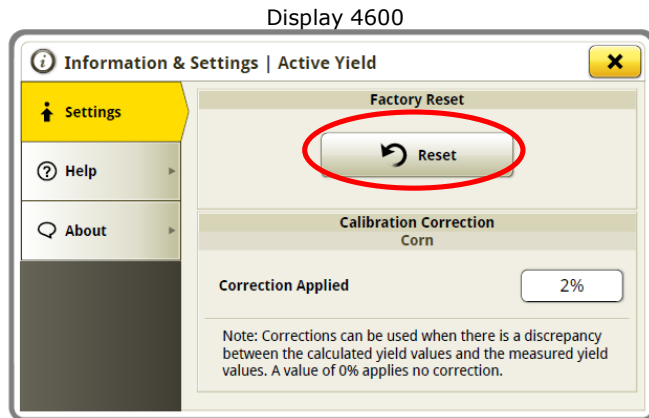 Display 4600
Information & Settings | Active Yield
Settings
Help
About
Factory Reset
Reset
Calibration Correction
Corn
Correction Applied
2%
Note: Corrections can be used when there is a discrepancy
between the calculated yield values and the measured yield
values. A value of 0% applies no correction.